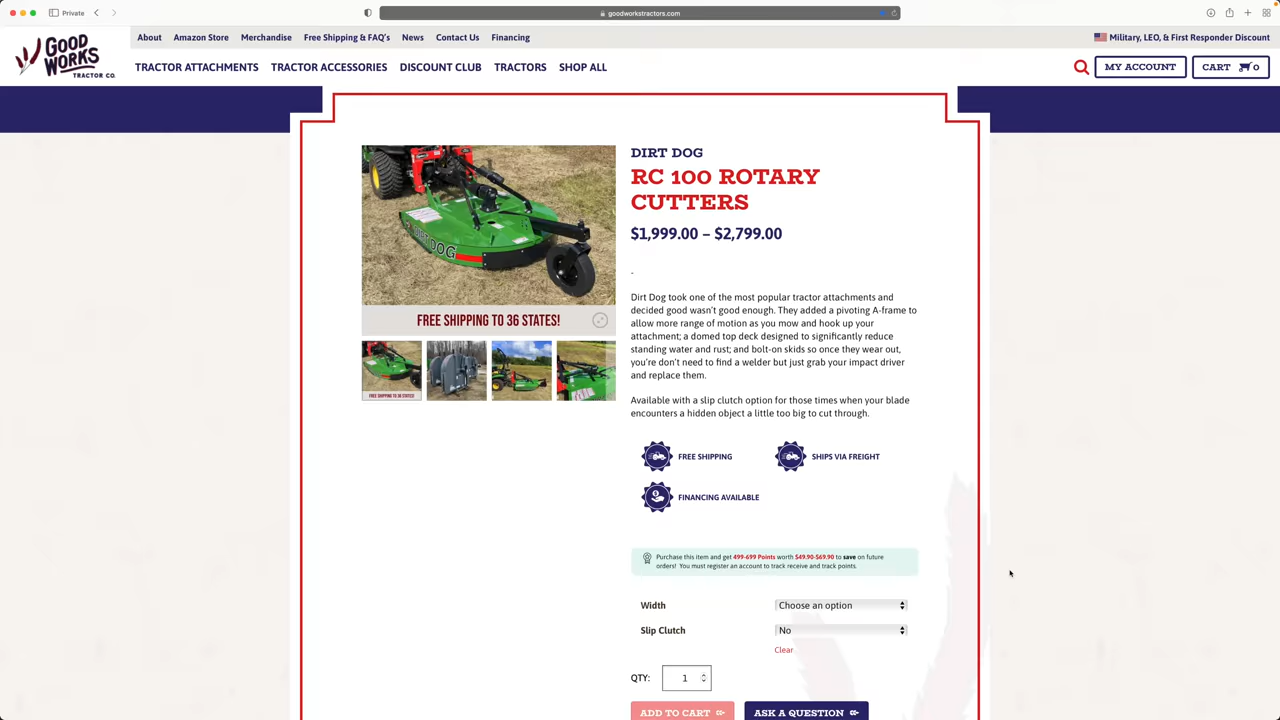 Private
goodworkstractors.com
About Amazon Store Merchandise Free Shipping & FAQ's News Contact Us Financing
Military, LEO, & First Responder Discount
GOOD
WORKS
TRACTOR CO.
TRACTOR ATTACHMENTS TRACTOR ACCESSORIES DISCOUNT CLUB TRACTORS SHOP ALL
MY ACCOUNT
CART 0
DIRT DOG
RC 100 ROTARY
CUTTERS
$1,999.00 – $2,799.00
-
DIRT DOG
FREE SHIPPING TO 36 STATES!
FREE SHIPPING TO 36 STATES!
Dirt Dog took one of the most popular tractor attachments and
decided good wasn't good enough. They added a pivoting A-frame to
allow more range of motion as you mow and hook up your
attachment; a domed top deck designed to significantly reduce
standing water and rust; and bolt-on skids so once they wear out,
you're don't need to find a welder but just grab your impact driver
and replace them.
Available with a slip clutch option for those times when your blade
encounters a hidden object a little too big to cut through.
FREE SHIPPING
SHIPS VIA FREIGHT
FINANCING AVAILABLE
Purchase this item and get 499-699 Points worth $49.90-$69.90 to save on future
orders! You must register an account to track receive and track points.
Width Choose an option
Slip Clutch No
Clear
QTY: 1
ADD TO CART
ASK A QUESTION